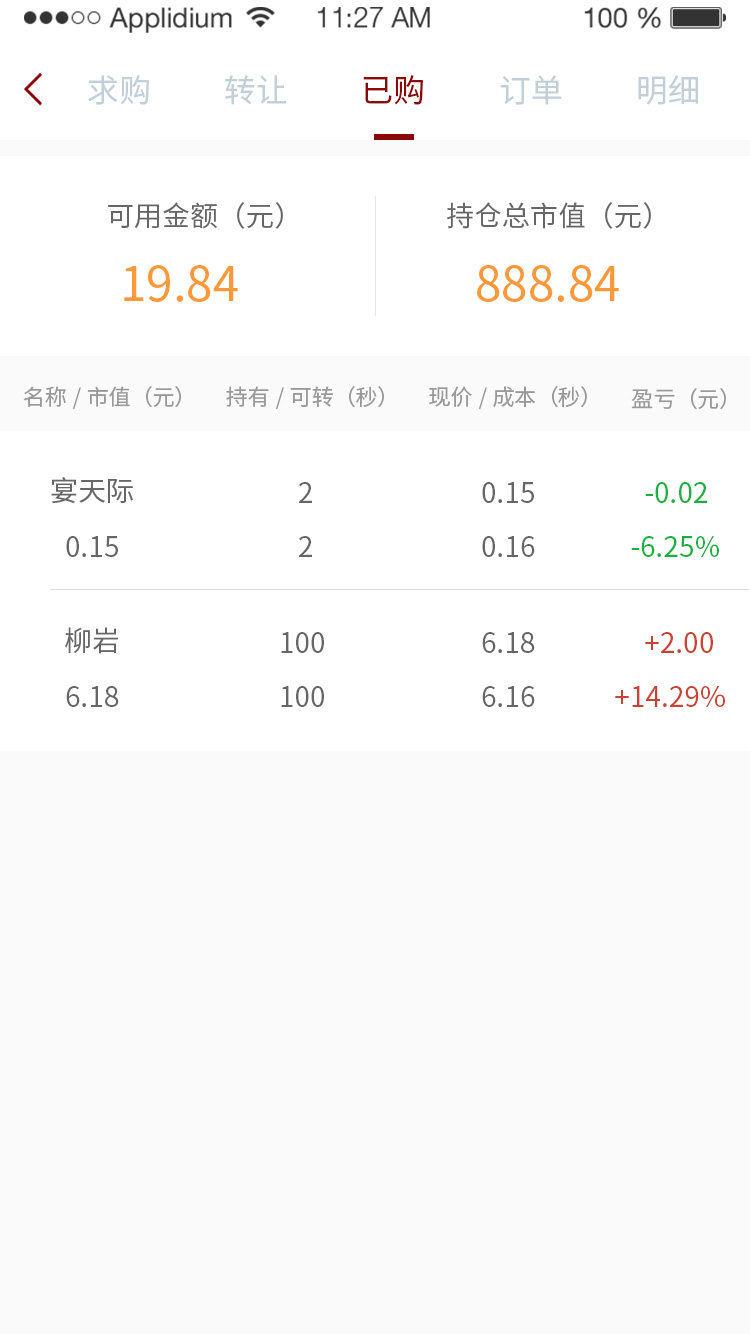 Applidium 11:27 AM 100 %
求购 转让 已购 订单 明细
可用金额（元） 持仓总市值（元）
19.84 888.84
名称 / 市值（元） 持有 / 可转（秒） 现价 / 成本（秒） 盈亏（元）
宴天际 2 0.15 -0.02
0.15 2 0.16 -6.25%
柳岩 100 6.18 +2.00
6.18 100 6.16 +14.29%